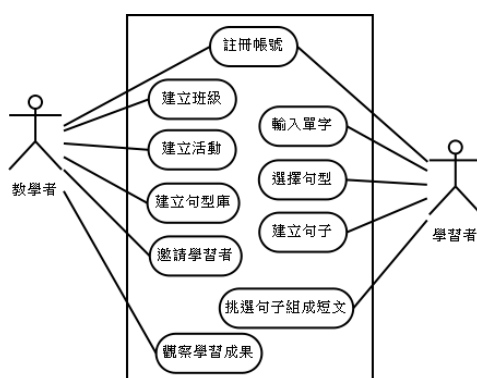 註冊帳號
建立班級
輸入單字
建立活動
選擇句型
教學者
建立句型庫
建立句子
學習者
邀請學習者
挑選句子組成短文
觀察學習成果